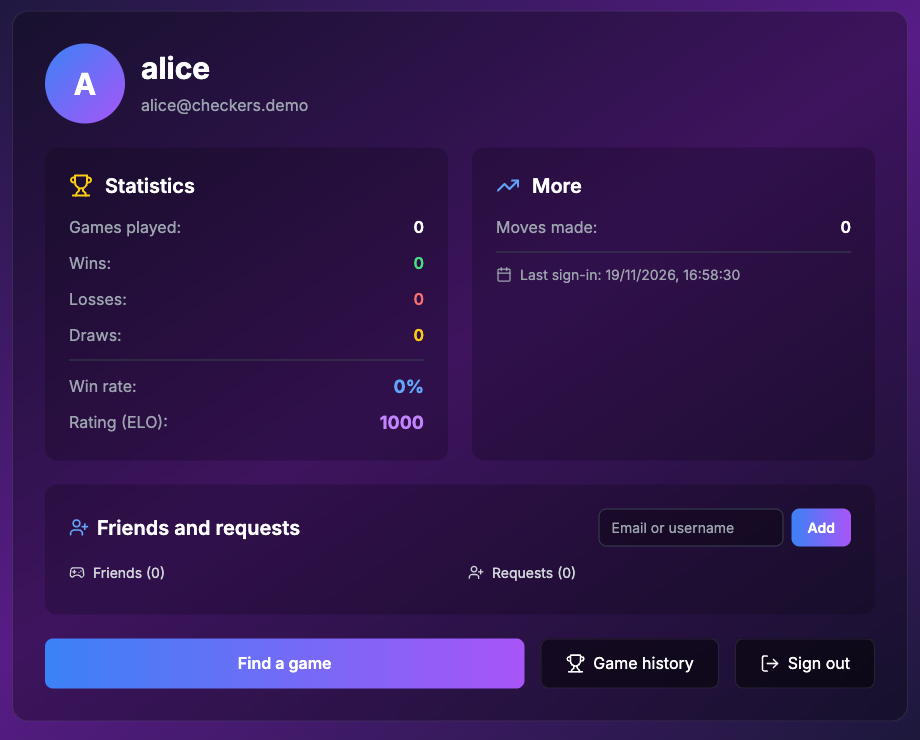 A
alice
alice@checkers.demo
Statistics
Games played: 0
Wins: 0
Losses: 0
Draws: 0
Win rate: 0%
Rating (ELO): 1000
More
Moves made: 0
Last sign-in: 19/11/2026, 16:58:30
Friends and requests
Email or username
Add
Friends (0)
Requests (0)
Find a game
Game history
Sign out